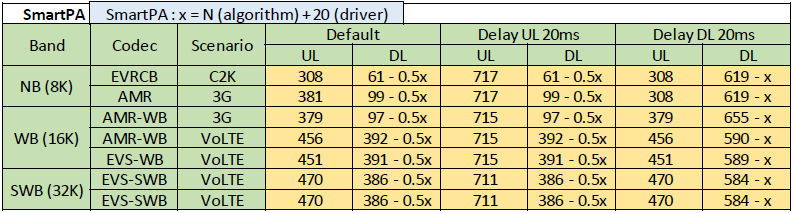 SmartPA SmartPA : x = N (algorithm) +20 (driver)
Band Codec Scenario Default Delay UL 20ms Delay DL 20ms
UL DL UL DL UL DL
NB (8K) EVRCB C2K 308 61 - 0.5x 717 61 - 0.5x 308 619 - x
AMR 3G 381 99 - 0.5x 717 99 - 0.5x 308 619 - x
WB (16K) AMR-WB 3G 379 97 - 0.5x 715 97 - 0.5x 379 655 - x
AMR-WB VoLTE 456 392 - 0.5x 715 392 - 0.5x 456 590 - x
EVS-WB VoLTE 451 391 - 0.5x 715 391 - 0.5x 451 589 - x
SWB (32K) EVS-SWB VoLTE 470 386 - 0.5x 711 386 - 0.5x 470 584 - x
EVS-SWB VoLTE 470 386 - 0.5x 711 386 - 0.5x 470 584 - x